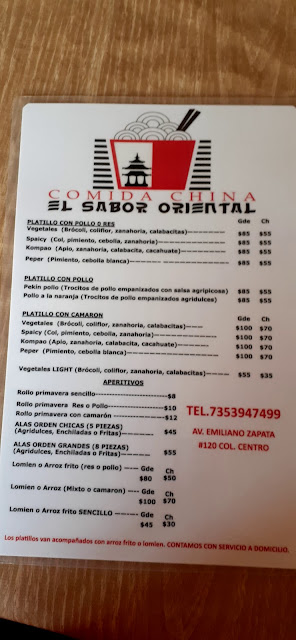 COMIDA CHINA
EL SABOR ORIENTAL
PLATILLO CON POLLO O RES Gde Ch
Vegetales (Brócoli, coliflor, zanahoria, calabacitas)--------------- $85 $55
Spaicy (Col, pimiento, cebolla, zanahoria)--------------- $85 $55
Kompao (Apio, zanahoria, calabacita, cacahuate)--------------- $85 $55
Peper (Pimiento, cebolla blanca)--------------- $85 $55
PLATILLO CON POLLO
Pekin pollo (Trocitos de pollo empanizados con salsa agripicosa) $85 $55
Pollo a la naranja (Trocitos de pollo empanizados agridulces) $85 $55
PLATILLO CON CAMARON Gde Ch
Vegetales (Brócoli, coliflor, zanahoria, calabacitas)------ $100 $70
Spaicy (Col, pimiento, cebolla, zanahoria)--------------- $100 $70
Kompao (Apio, zanahoria, calabacita, cacahuate)--------- $100 $70
Peper (Pimiento, cebolla blanca)--------------- $100 $70
Vegetales LIGHT (Brócoli, coliflor, zanahoria, calabacitas)-------- $55 $35
APERITIVOS
Rollo primavera sencillo--------------------$8
Rollo primavera Res o Pollo---------------$10
Rollo primavera con camarón ---------------$12
ALAS ORDEN CHICAS (5 PIEZAS)
(Agridulces, Enchiladas o Fritas)---------- $45
ALAS ORDEN GRANDES (8 PIEZAS)
(Agridulces, Enchiladas o Fritas)---------- $55
TEL.7353947499
AV. EMILIANO ZAPATA
#120 COL. CENTRO
Lomien o Arroz frito (res o pollo) ----- Gde Ch
$80 $50
Lomien o Arroz (Mixto o camaron) ---- Gde Ch
$100 $70
Lomien o Arroz frito SENCILLO -------- Gde Ch
$45 $30
Los platillos van acompañados con arroz frito o lomien. CONTAMOS CON SERVICIO A DOMICILIO.